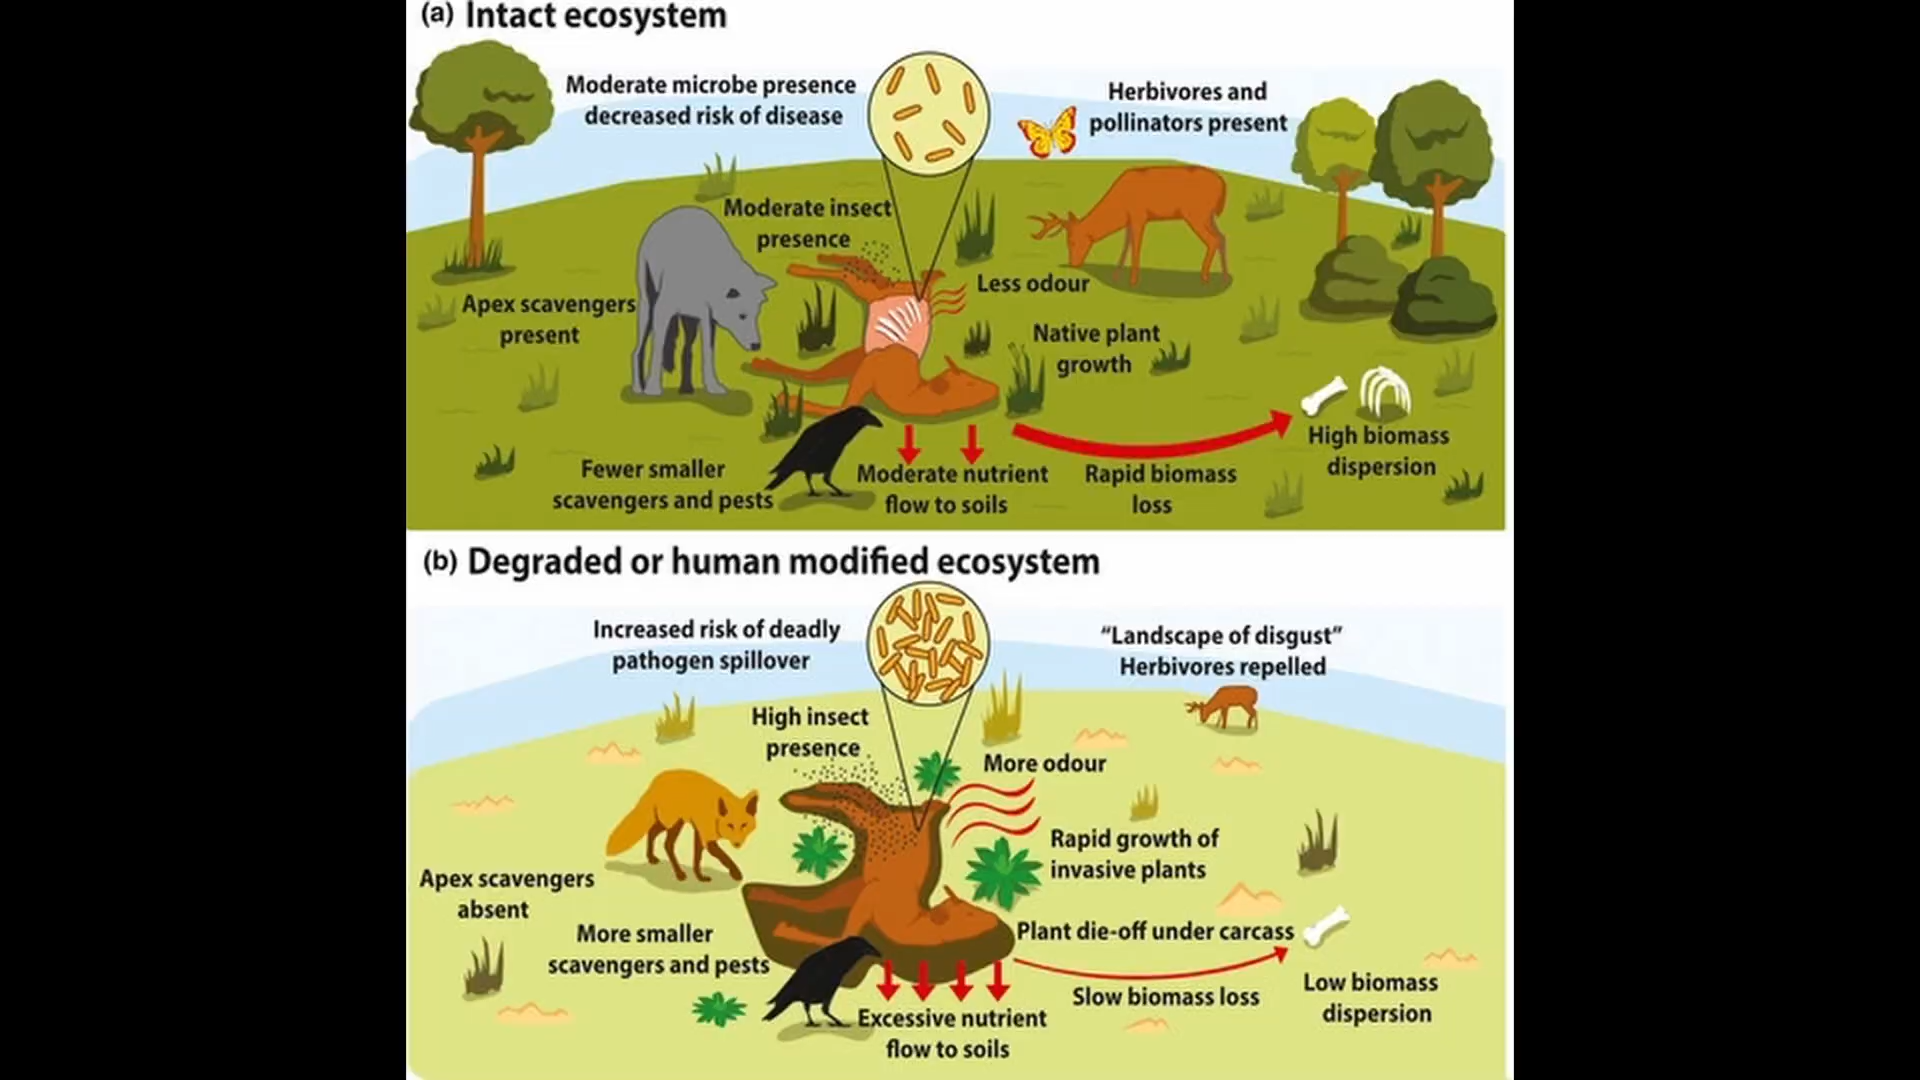 (a) Intact ecosystem
Moderate microbe presence
decreased risk of disease
Herbivores and
pollinators present
Moderate insect
presence
Less odour
Apex scavengers
present
Native plant
growth
High biomass
dispersion
Fewer smaller
scavengers and pests
Moderate nutrient
flow to soils
Rapid biomass
loss
(b) Degraded or human modified ecosystem
Increased risk of deadly
pathogen spillover
“Landscape of disgust”
Herbivores repelled
High insect
presence
More odour
Rapid growth of
invasive plants
Apex scavengers
absent
More smaller
scavengers and pests
Plant die-off under carcass
Slow biomass loss
Low biomass
dispersion
Excessive nutrient
flow to soils